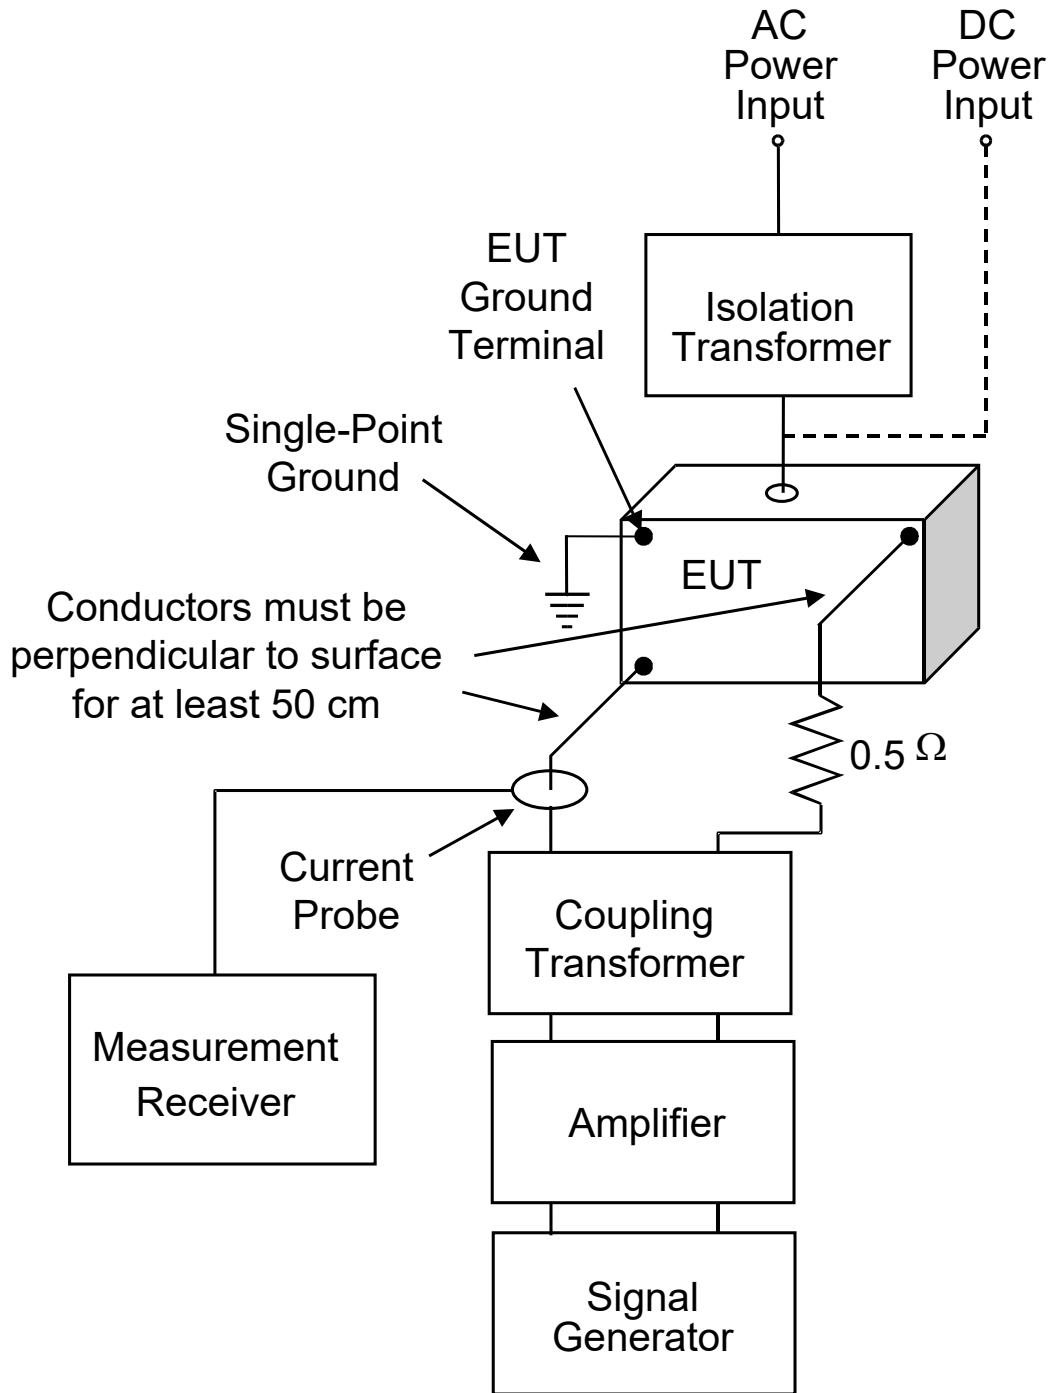 AC
Power
Input
DC
Power
Input
EUT
Ground
Terminal
Isolation
Transformer
Single-Point
Ground
EUT
Conductors must be
perpendicular to surface
for at least 50 cm
0.5 Ω
Current
Probe
Coupling
Transformer
Measurement
Receiver
Amplifier
Signal
Generator